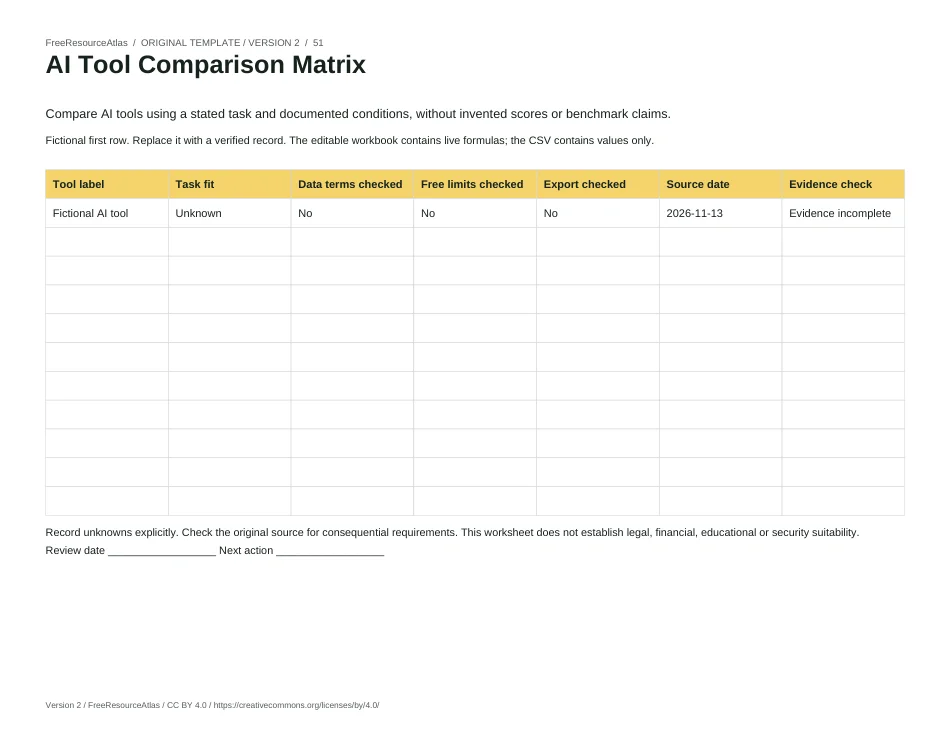 FreeResourceAtlas / ORIGINAL TEMPLATE / VERSION 2 / 51
AI Tool Comparison Matrix
Compare AI tools using a stated task and documented conditions, without invented scores or benchmark claims.
Fictional first row. Replace it with a verified record. The editable workbook contains live formulas; the CSV contains values only.
Tool label Task fit Data terms checked Free limits checked Export checked Source date Evidence check
Fictional AI tool Unknown No No No 2026-11-13 Evidence incomplete
Record unknowns explicitly. Check the original source for consequential requirements. This worksheet does not establish legal, financial, educational or security suitability.
Review date __________________ Next action __________________
Version 2 / FreeResourceAtlas / CC BY 4.0 / https://creativecommons.org/licenses/by/4.0/